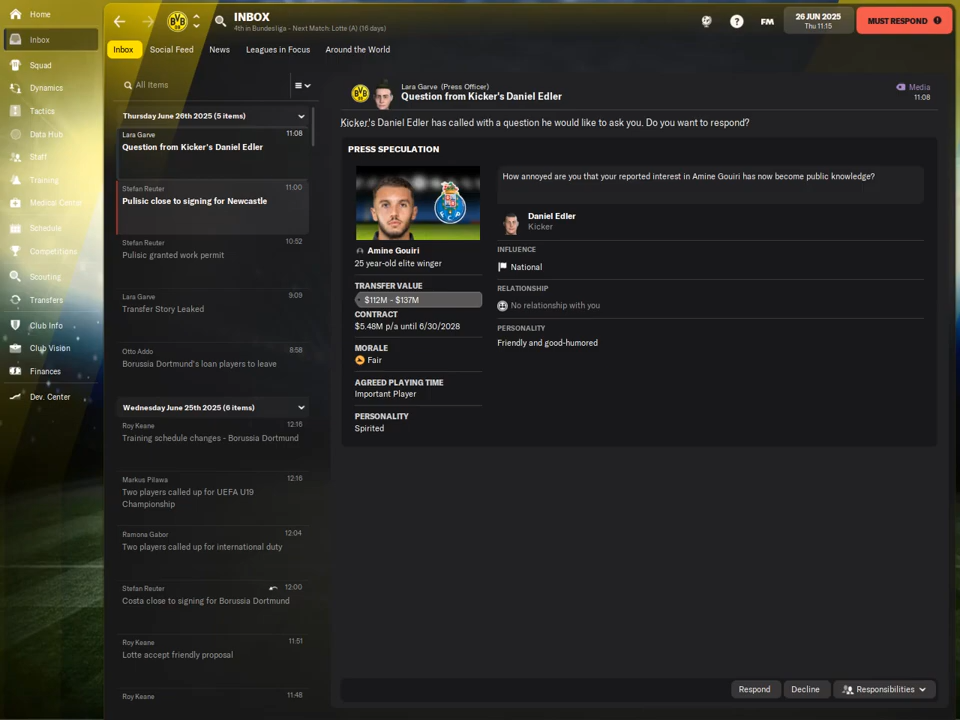 Home
Inbox
Squad
Dynamics
Tactics
Data Hub
Staff
Training
Medical Center
Schedule
Competitions
Scouting
Transfers
Club Info
Club Vision
Finances
Dev. Center
INBOX
4th in Bundesliga - Next Match: Lotte (A) (16 days)
FM
26 JUN 2025
Thu 11:15
MUST RESPOND
Inbox
Social Feed
News
Leagues in Focus
Around the World
All Items
Thursday June 26th 2025 (5 items)
Lara Garve 11:08
Question from Kicker's Daniel Edler
Stefan Reuter 11:00
Pulisic close to signing for Newcastle
Stefan Reuter 10:52
Pulisic granted work permit
Lara Garve 9:09
Transfer Story Leaked
Otto Addo 8:58
Borussia Dortmund's loan players to leave
Wednesday June 25th 2025 (6 items)
Roy Keane 12:16
Training schedule changes - Borussia Dortmund
Markus Pilawa 12:16
Two players called up for UEFA U19
Championship
Ramona Gabor 12:04
Two players called up for international duty
Stefan Reuter 12:00
Costa close to signing for Borussia Dortmund
Roy Keane 11:51
Lotte accept friendly proposal
Roy Keane 11:48
Lara Garve (Press Officer)
Question from Kicker's Daniel Edler
Media
11:08
Kicker's Daniel Edler has called with a question he would like to ask you. Do you want to respond?
PRESS SPECULATION
Amine Gouiri
25 year-old elite winger
TRANSFER VALUE
$112M - $137M
CONTRACT
$5.48M p/a until 6/30/2028
MORALE
Fair
AGREED PLAYING TIME
Important Player
PERSONALITY
Spirited
How annoyed are you that your reported interest in Amine Gouiri has now become public knowledge?
Daniel Edler
Kicker
INFLUENCE
National
RELATIONSHIP
No relationship with you
PERSONALITY
Friendly and good-humored
Respond
Decline
Responsibilities